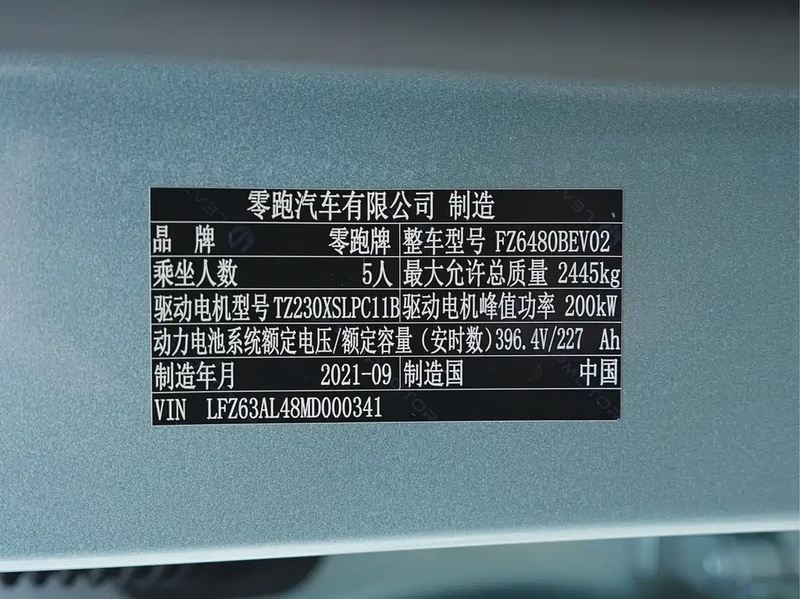 零跑汽车有限公司 制造
品牌 零跑牌 整车型号 FZ6480BEV02
乘坐人数 5人 最大允许总质量 2445kg
驱动电机型号 TZ230XSLPC11B 驱动电机峰值功率 200kW
动力电池系统额定电压/额定容量(安时数)396.4V/227 Ah
制造年月 2021-09 制造国 中国
VIN LFZ63AL48MD000341